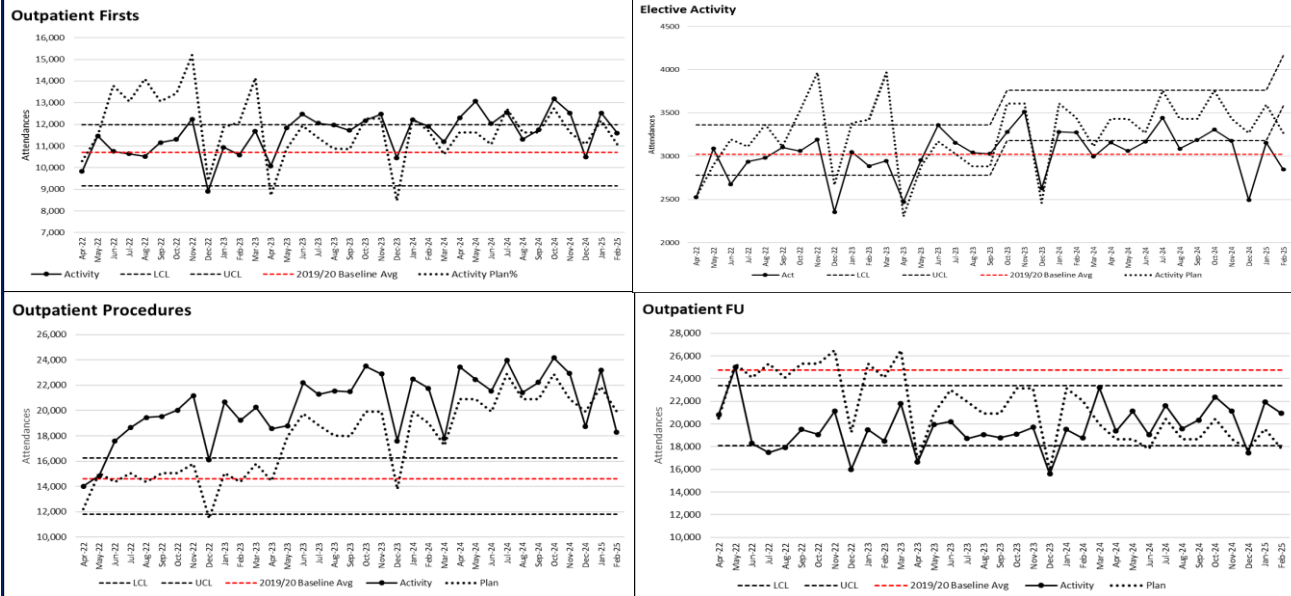 Outpatient Firsts
16,000
15,000
14,000
13,000
12,000
11,000
10,000
9,000
8,000
7,000
Attendances
Apr-22 May-22 Jun-22 Jul-22 Aug-22 Sep-22 Oct-22 Nov-22 Dec-22 Jan-23 Feb-23 Mar-23 Apr-23 May-23 Jun-23 Jul-23 Aug-23 Sep-23 Oct-23 Nov-23 Dec-23 Jan-24 Feb-24 Mar-24 Apr-24 May-24 Jun-24 Jul-24 Aug-24 Sep-24 Oct-24 Nov-24 Dec-24 Jan-25 Feb-25
Activity LCL UCL 2019/20 Baseline Avg Activity Plan%
Elective Activity
4500
4000
3500
3000
2500
2000
Attendances
Apr-22 May-22 Jun-22 Jul-22 Aug-22 Sep-22 Oct-22 Nov-22 Dec-22 Jan-23 Feb-23 Mar-23 Apr-23 May-23 Jun-23 Jul-23 Aug-23 Sep-23 Oct-23 Nov-23 Dec-23 Jan-24 Feb-24 Mar-24 Apr-24 May-24 Jun-24 Jul-24 Aug-24 Sep-24 Oct-24 Nov-24 Dec-24 Jan-25 Feb-25
Act LCL UCL 2019/20 Baseline Avg Activity Plan
Outpatient Procedures
26,000
24,000
22,000
20,000
18,000
16,000
14,000
12,000
10,000
Attendances
Apr-22 May-22 Jun-22 Jul-22 Aug-22 Sep-22 Oct-22 Nov-22 Dec-22 Jan-23 Feb-23 Mar-23 Apr-23 May-23 Jun-23 Jul-23 Aug-23 Sep-23 Oct-23 Nov-23 Dec-23 Jan-24 Feb-24 Mar-24 Apr-24 May-24 Jun-24 Jul-24 Aug-24 Sep-24 Oct-24 Nov-24 Dec-24 Jan-25 Feb-25
LCL UCL 2019/20 Baseline Avg Activity Plan
Outpatient FU
28,000
26,000
24,000
22,000
20,000
18,000
16,000
14,000
12,000
10,000
Attendances
Apr-22 May-22 Jun-22 Jul-22 Aug-22 Sep-22 Oct-22 Nov-22 Dec-22 Jan-23 Feb-23 Mar-23 Apr-23 May-23 Jun-23 Jul-23 Aug-23 Sep-23 Oct-23 Nov-23 Dec-23 Jan-24 Feb-24 Mar-24 Apr-24 May-24 Jun-24 Jul-24 Aug-24 Sep-24 Oct-24 Nov-24 Dec-24 Jan-25 Feb-25
LCL UCL 2019/20 Baseline Avg Activity Plan